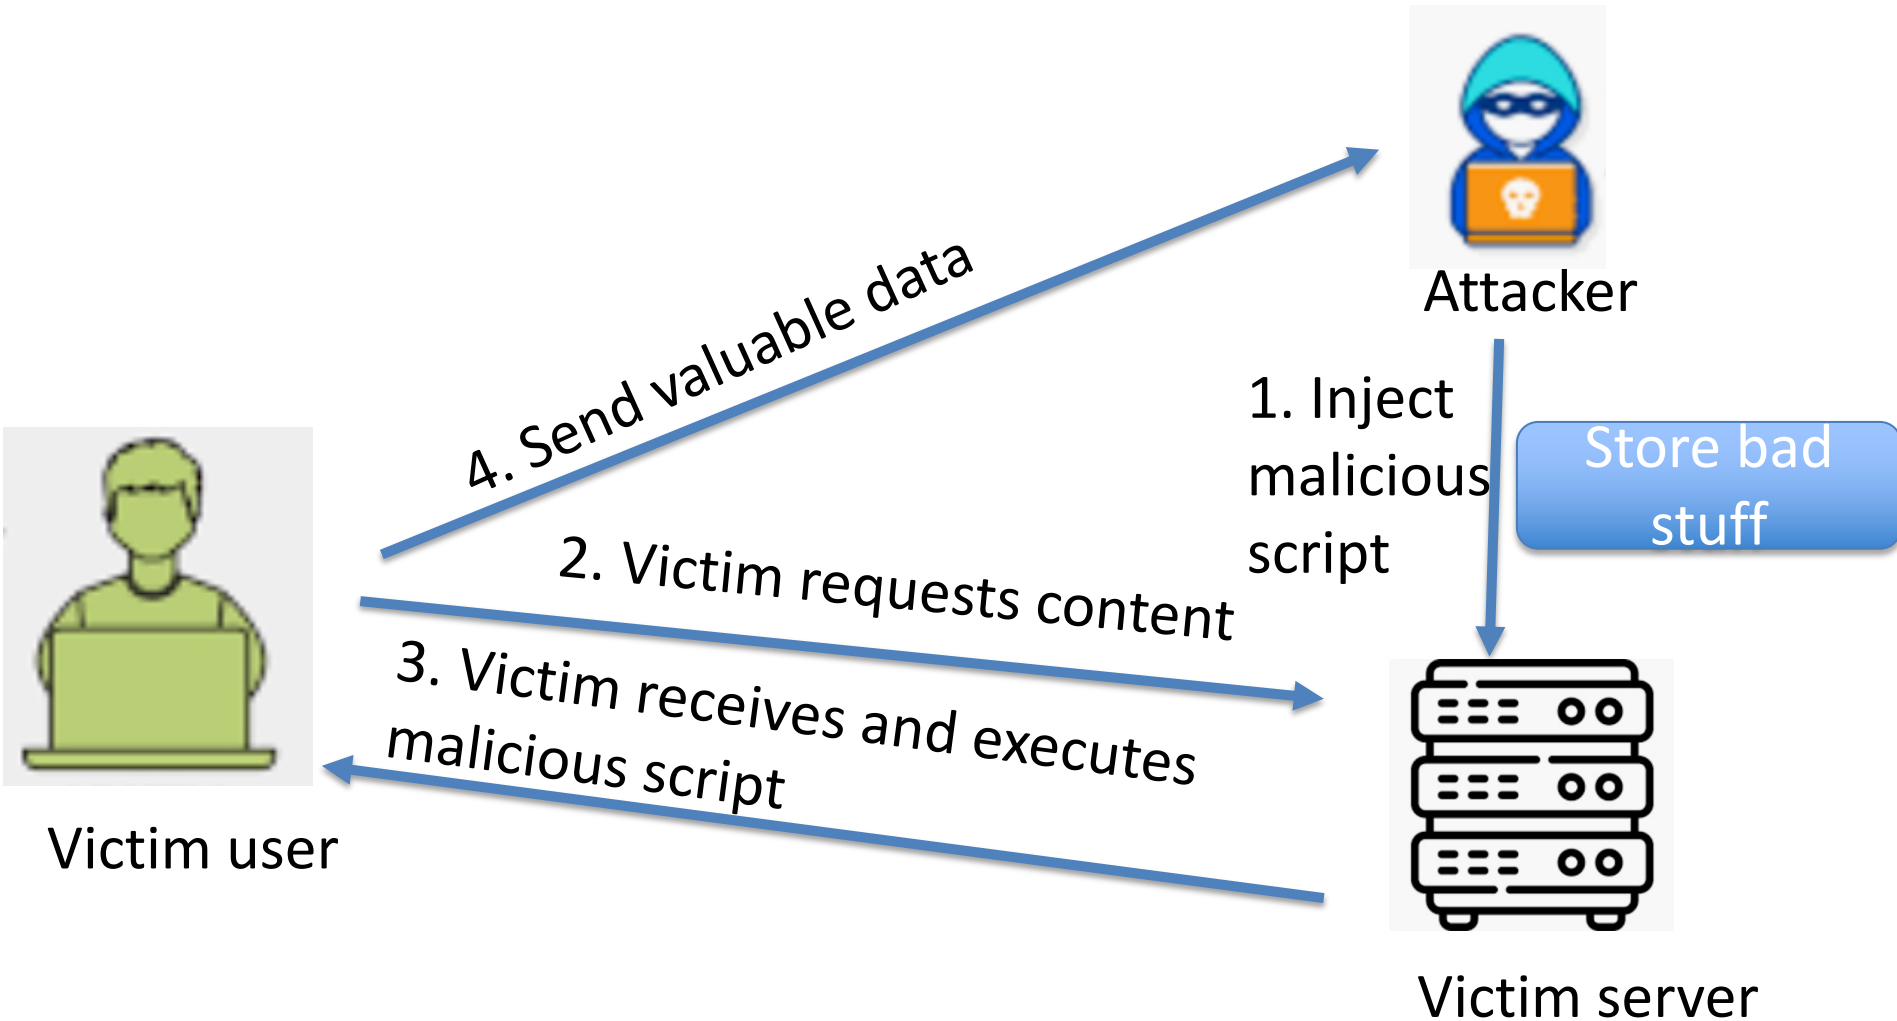 Attacker
4. Send valuable data
1. Inject
malicious
script
Store bad
stuff
2. Victim requests content
3. Victim receives and executes
malicious script
Victim user
Victim server